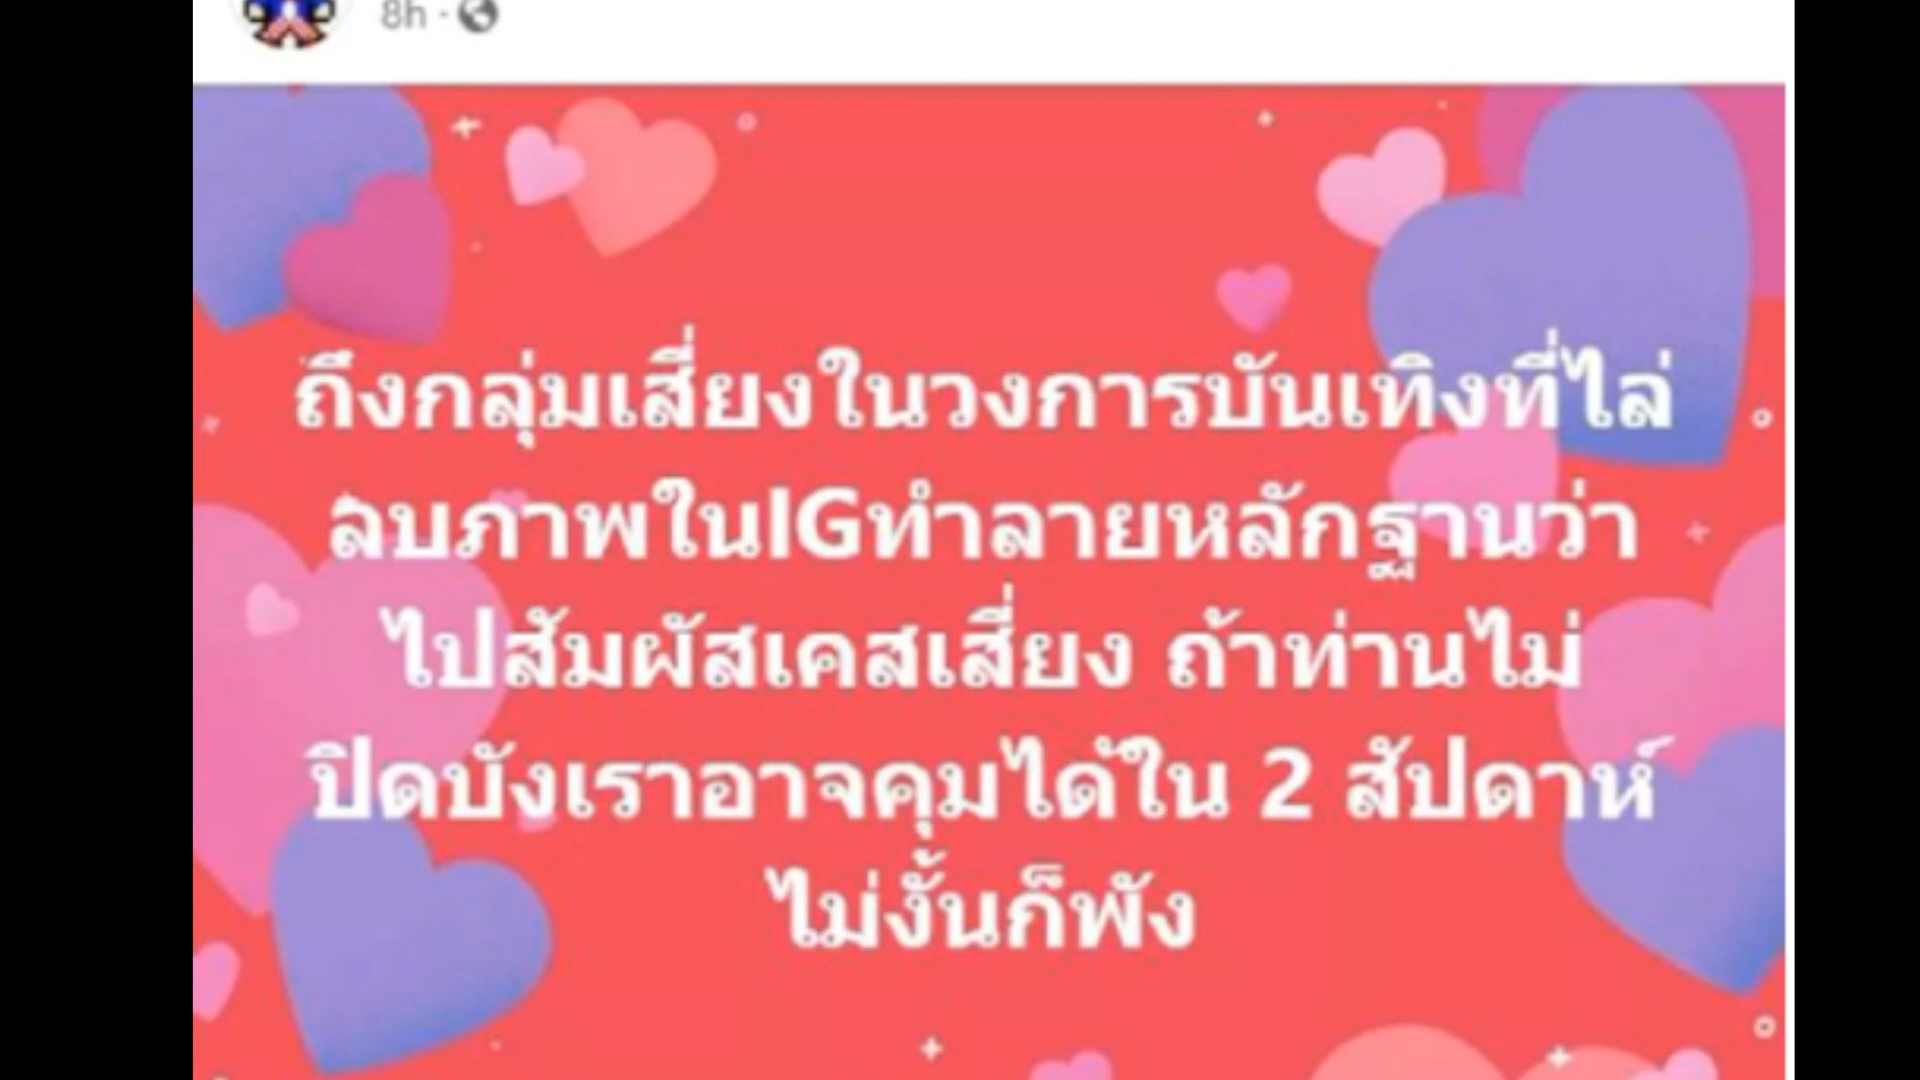 8h ·
ถึงกลุ่มเสี่ยงในวงการบันเทิงที่ไล่
ลบภาพในIGทำลายหลักฐานว่า
ไปสัมผัสเคสเสี่ยง ถ้าท่านไม่
ปิดบังเราอาจคุมได้ใน 2 สัปดาห์
ไม่งั้นก็พัง